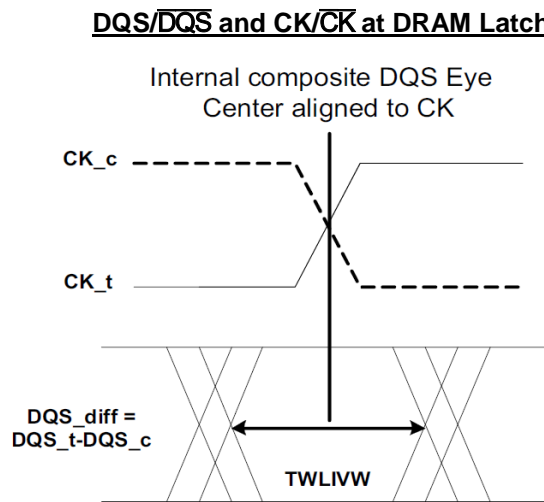 DQS/DQS and CK/CK at DRAM Latch
Internal composite DQS Eye
Center aligned to CK
CK_c
CK_t
DQS_diff =
DQS_t-DQS_c
TWLIVW